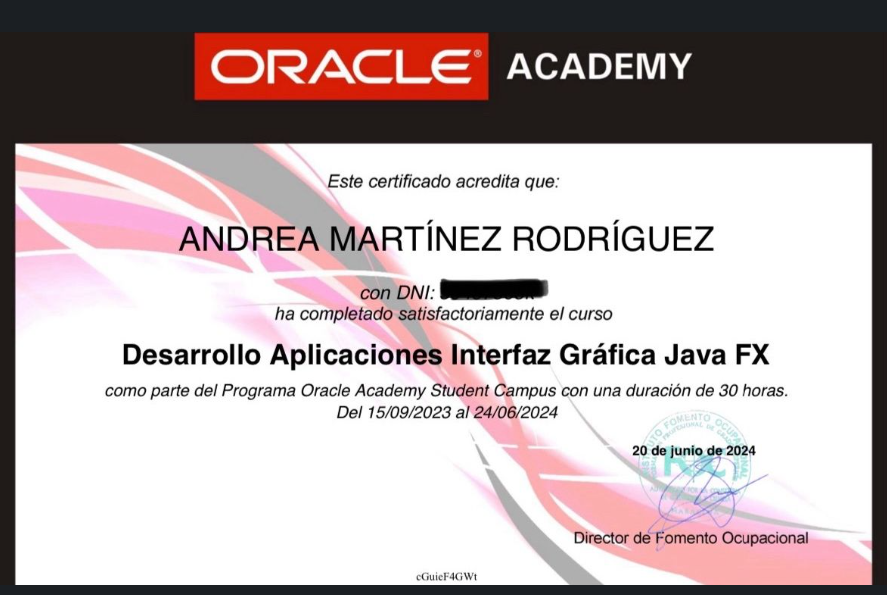 ORACLE® ACADEMY
Este certificado acredita que:
ANDREA MARTÍNEZ RODRÍGUEZ
con DNI:
ha completado satisfactoriamente el curso
Desarrollo Aplicaciones Interfaz Gráfica Java FX
como parte del Programa Oracle Academy Student Campus con una duración de 30 horas.
Del 15/09/2023 al 24/06/2024
FOMENTO OCUPACIONAL
20 de junio de 2024
Director de Fomento Ocupacional
cGuieF4GWt